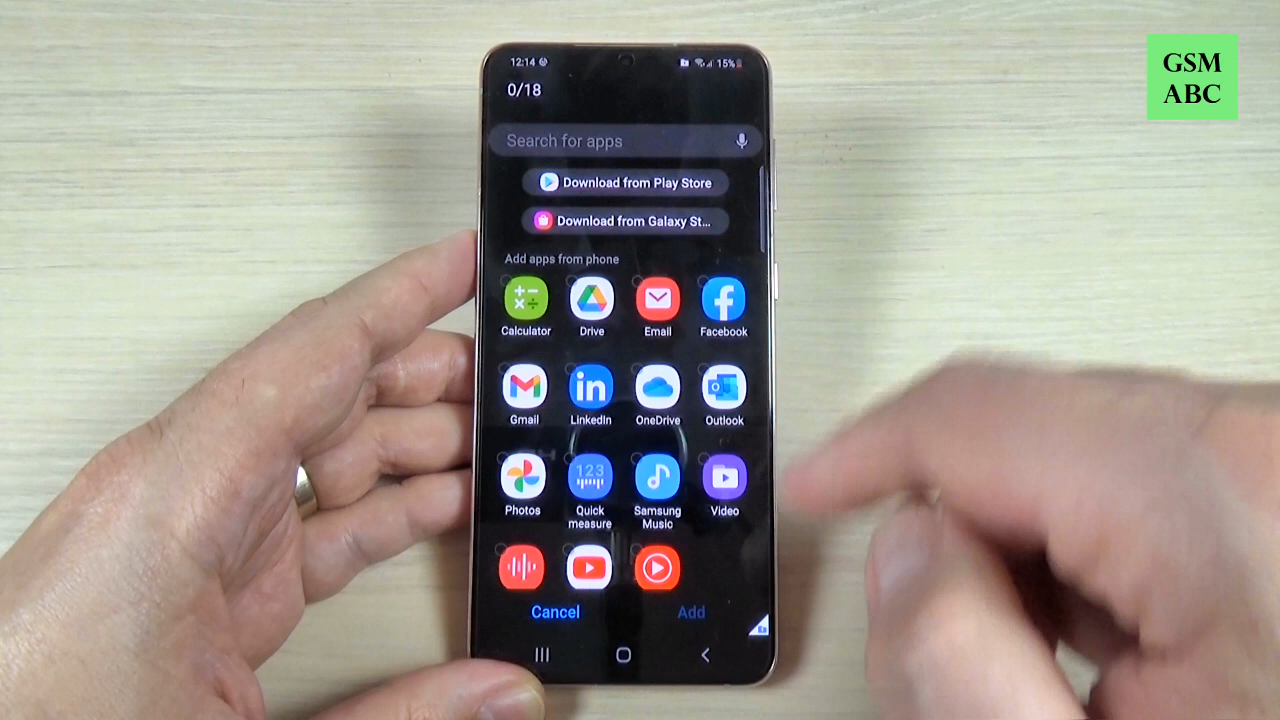 GSM
ABC
12:14
15%
0/18
Search for apps
Download from Play Store
Download from Galaxy St...
Add apps from phone
Calculator Drive Email Facebook
Gmail LinkedIn OneDrive Outlook
123
Photos Quick measure Samsung Music Video
Cancel Add